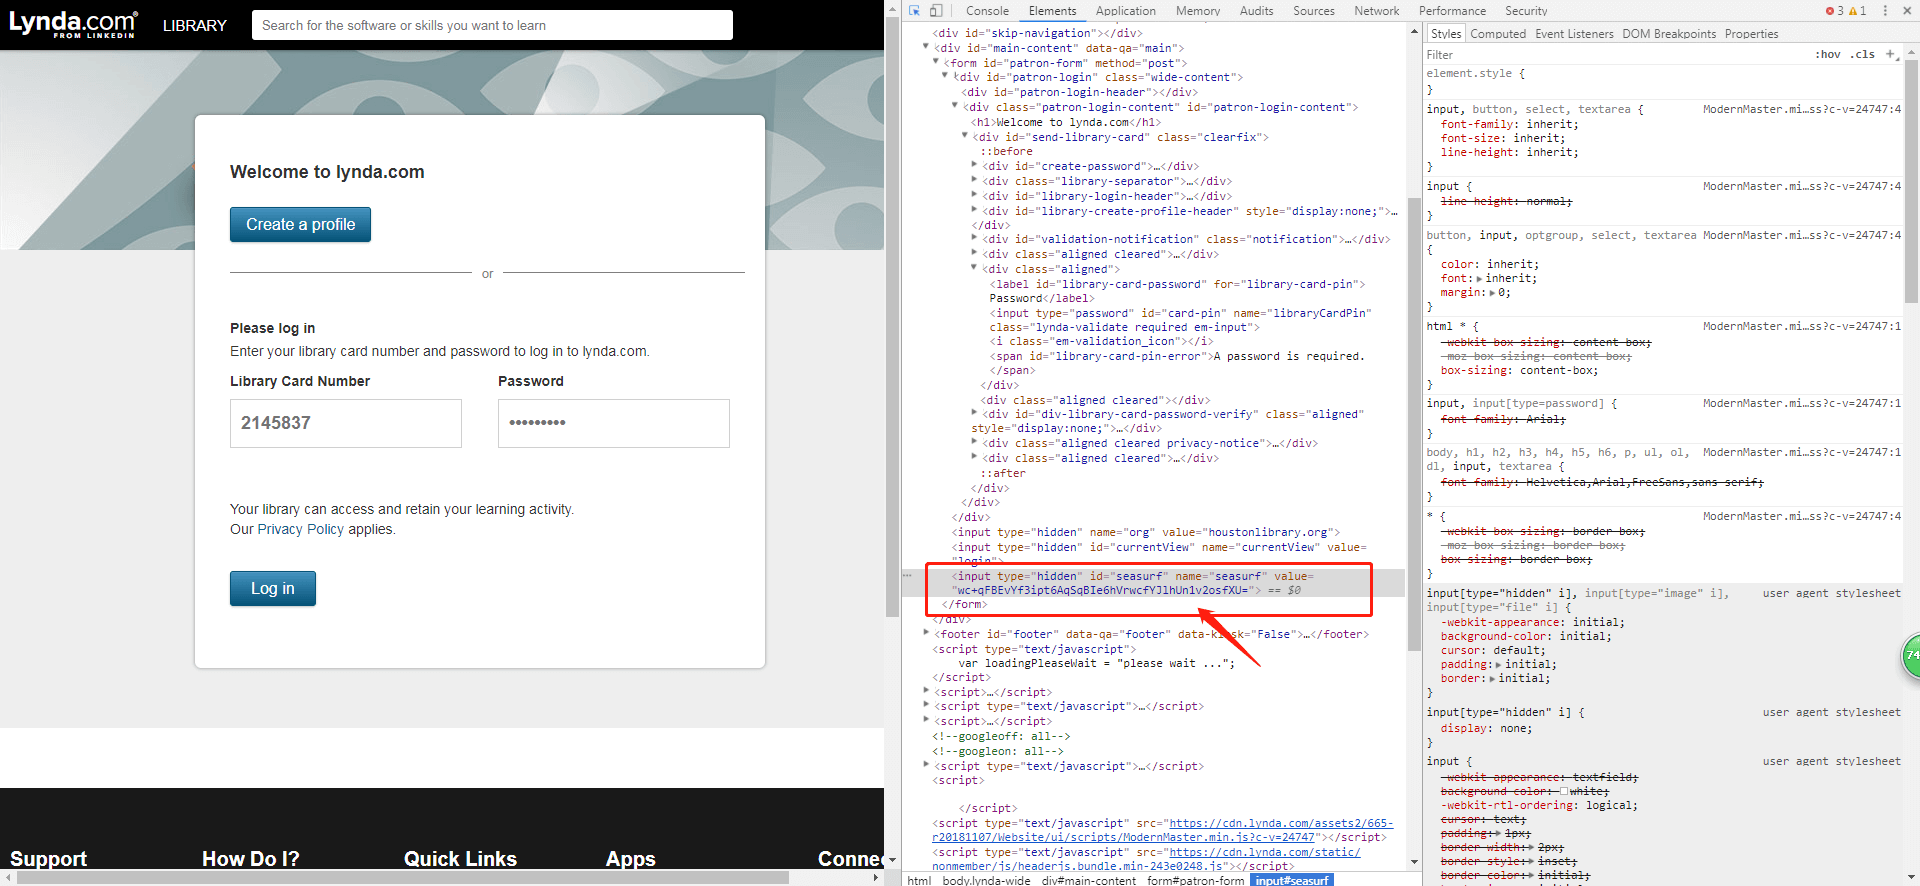 Lynda.com®
FROM LINKEDIN
LIBRARY
Search for the software or skills you want to learn
Welcome to lynda.com
Create a profile
or
Please log in
Enter your library card number and password to log in to lynda.com.
Library Card Number
Password
2145837
•••••••••
Your library can access and retain your learning activity.
Our Privacy Policy applies.
Log in
Support
How Do I?
Quick Links
Apps
Connec
Console
Elements
Application
Memory
Audits
Sources
Network
Performance
Security
3
1
<div id="skip-navigation"></div>
<div id="main-content" data-qa="main">
<form id="patron-form" method="post">
<div id="patron-login" class="wide-content">
<div id="patron-login-header"></div>
<div class="patron-login-content" id="patron-login-content">
<h1>Welcome to lynda.com</h1>
<div id="send-library-card" class="clearfix">
::before
<div id="create-password">…</div>
<div class="library-separator">…</div>
<div id="library-login-header">…</div>
<div id="library-create-profile-header" style="display:none;">…
</div>
<div id="validation-notification" class="notification">…</div>
<div class="aligned cleared">…</div>
<div class="aligned">
<label id="library-card-password" for="library-card-pin">
Password</label>
<input type="password" id="card-pin" name="libraryCardPin"
class="lynda-validate required em-input">
<i class="em-validation_icon"></i>
<span id="library-card-pin-error">A password is required.
</span>
</div>
<div class="aligned cleared"></div>
<div id="div-library-card-password-verify" class="aligned"
style="display:none;">…</div>
<div class="aligned cleared privacy-notice">…</div>
<div class="aligned cleared">…</div>
::after
</div>
</div>
</div>
<input type="hidden" name="org" value="houstonlibrary.org">
<input type="hidden" id="currentView" name="currentView" value=
"login">
<input type="hidden" id="seasurf" name="seasurf" value=
"wc+qFBEvYf3ipt6AqSqBIe6hVrwcfYJlhUn1v2osfXU="> == $0
</form>
</div>
<footer id="footer" data-qa="footer" data-kiosk="False">…</footer>
<script type="text/javascript">
var loadingPleaseWait = "please wait ...";
</script>
<script>…</script>
<script type="text/javascript">…</script>
<script>…</script>
<!--googleoff: all-->
<!--googleon: all-->
<script type="text/javascript">…</script>
<script>
</script>
<script type="text/javascript" src="https://cdn.lynda.com/assets2/665-
r20181107/Website/ui/scripts/ModernMaster.min.js?c-v=24747"></script>
<script type="text/javascript" src="https://cdn.lynda.com/static/
nonmember/js/headerjs.bundle.min-243e0248.js"></script>
html body.lynda-wide div#main-content form#patron-form input#seasurf
Styles
Computed
Event Listeners
DOM Breakpoints
Properties
Filter
:hov .cls +
element.style {
}
input, button, select, textarea { ModernMaster.mi…ss?c-v=24747:4
font-family: inherit;
font-size: inherit;
line-height: inherit;
}
input { ModernMaster.mi…ss?c-v=24747:4
line-height: normal;
}
button, input, optgroup, select, textarea ModernMaster.mi…ss?c-v=24747:4
{
color: inherit;
font: inherit;
margin: 0;
}
html * { ModernMaster.mi…ss?c-v=24747:1
-webkit-box-sizing: content-box;
-moz-box-sizing: content-box;
box-sizing: content-box;
}
input, input[type=password] { ModernMaster.mi…ss?c-v=24747:1
font-family: Arial;
}
body, h1, h2, h3, h4, h5, h6, p, ul, ol, ModernMaster.mi…ss?c-v=24747:1
dl, input, textarea {
font-family: Helvetica,Arial,FreeSans,sans-serif;
}
* { ModernMaster.mi…ss?c-v=24747:4
-webkit-box-sizing: border-box;
-moz-box-sizing: border-box;
box-sizing: border-box;
}
input[type="hidden" i], input[type="image" i], user agent stylesheet
input[type="file" i] {
-webkit-appearance: initial;
background-color: initial;
cursor: default;
padding: initial;
border: initial;
}
input[type="hidden" i] { user agent stylesheet
display: none;
}
input { user agent stylesheet
-webkit-appearance: textfield;
background-color: white;
-webkit-rtl-ordering: logical;
cursor: text;
padding: 1px;
border-width: 2px;
border-style: inset;
border-color: initial;
74